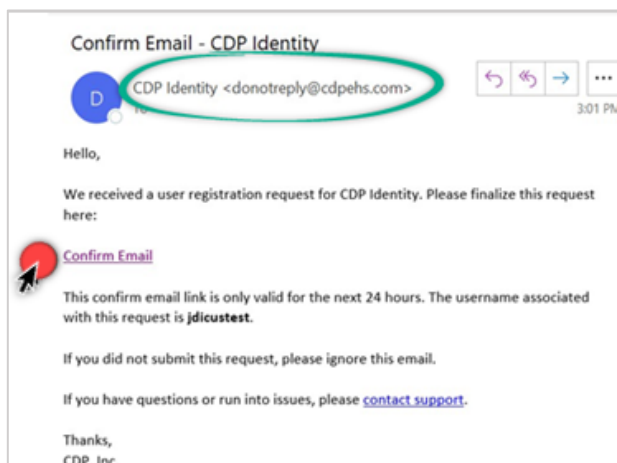 Confirm Email - CDP Identity
D
CDP Identity <donotreply@cdpehs.com>
3:01 PM
Hello,
We received a user registration request for CDP Identity. Please finalize this request
here:
Confirm Email
This confirm email link is only valid for the next 24 hours. The username associated
with this request is jdicustest.
If you did not submit this request, please ignore this email.
If you have questions or run into issues, please contact support.
Thanks,
CDP, Inc